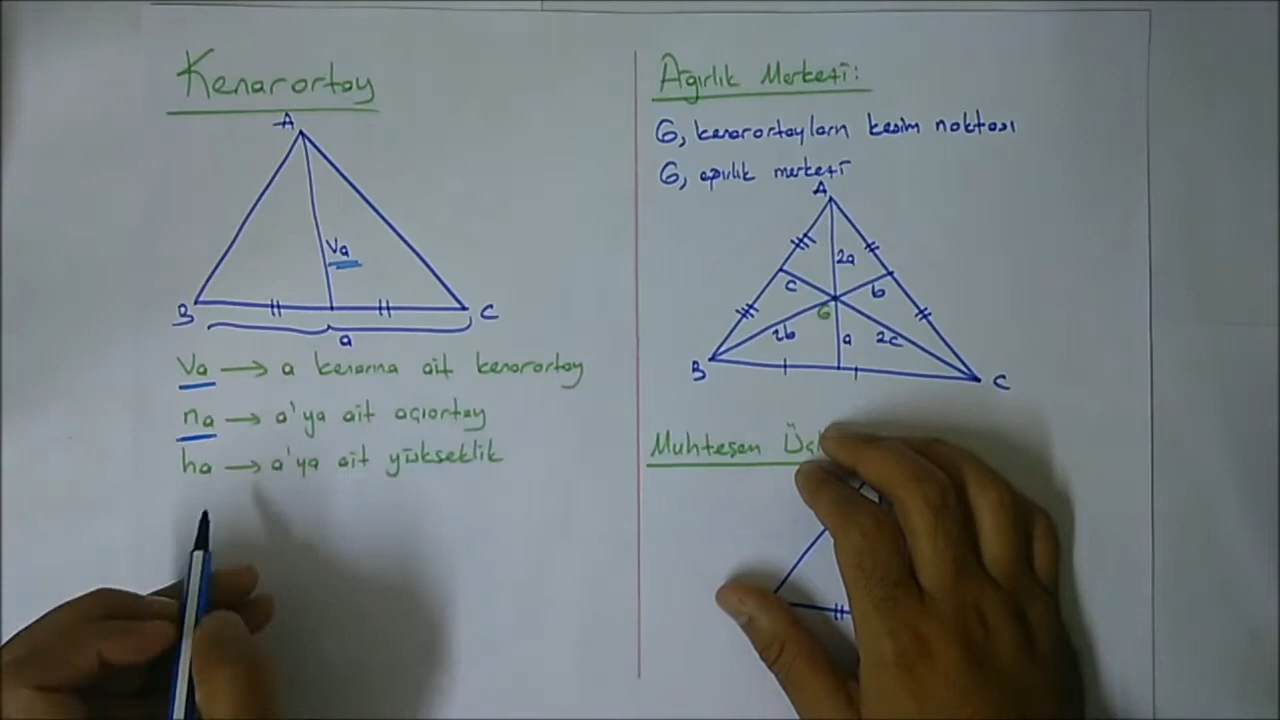 Kenarortay
A
Va
B
C
a
Va → a kenarına ait kenarortay
na → a'ya ait açıortay
ha → a'ya ait yükseklik
Ağırlık Merkezi:
G, kenarortayların kesim noktası
G, ağırlık merkezi
A
2a
c
b
G
2b
a
2c
B
C
Muhteşem